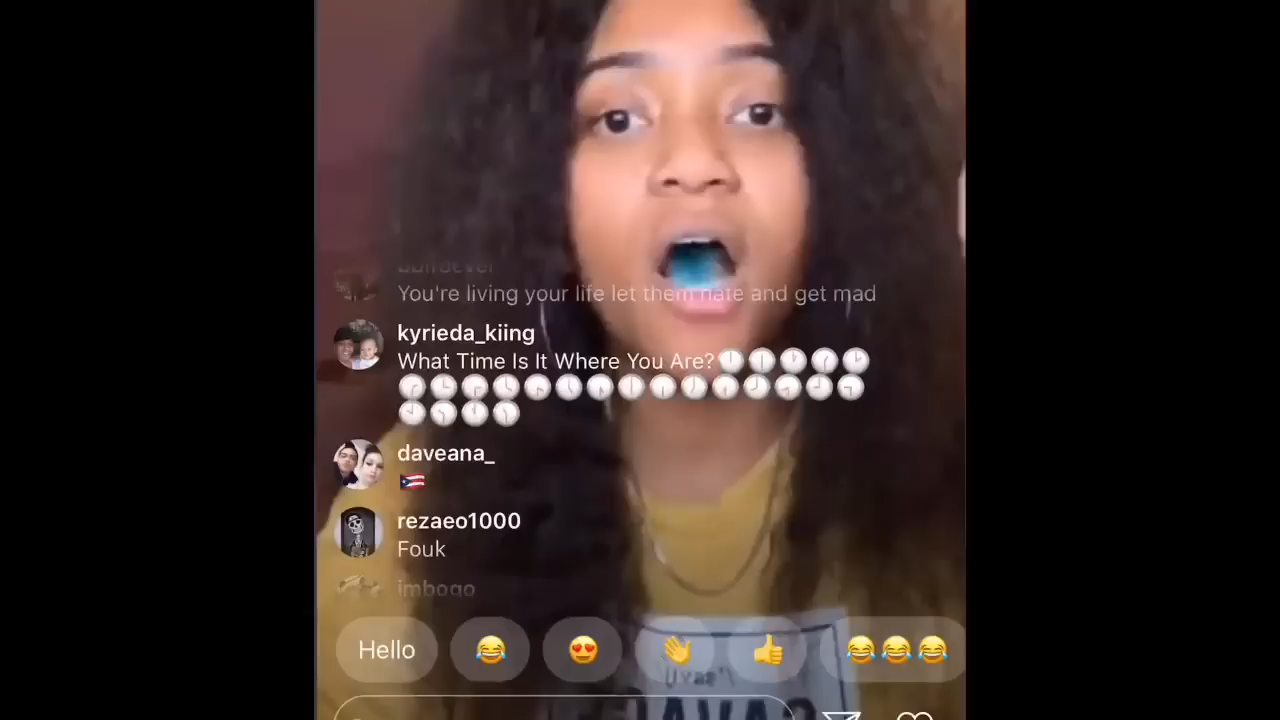 You're living your life let them hate and get mad
kyrieda_kiing
What Time Is It Where You Are?🕛🕧🕐🕜🕑
🕝🕒🕞🕓🕟🕔🕠🕕🕡🕖🕢🕗🕣🕘🕤
🕙🕥🕚🕦
daveana_
🇵🇷
rezaeo1000
Fouk
imbogo
Hello 😂 😍 👋 👍 😂😂😂